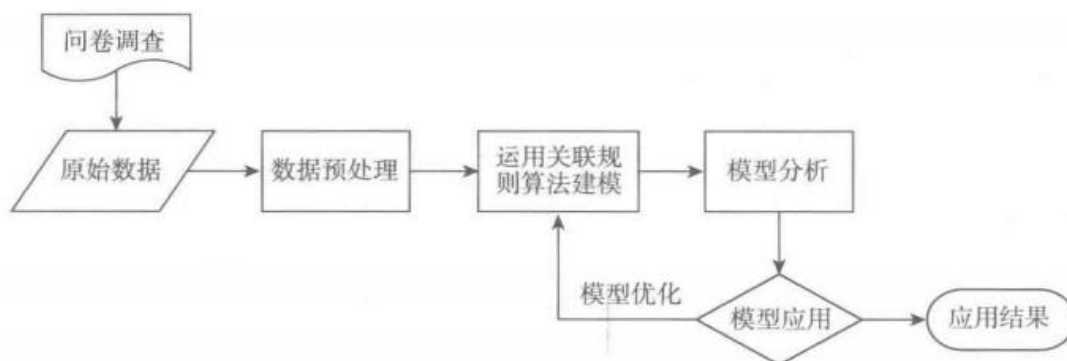 问卷调查
原始数据
数据预处理
运用关联规
则算法建模
模型分析
模型优化
模型应用
应用结果